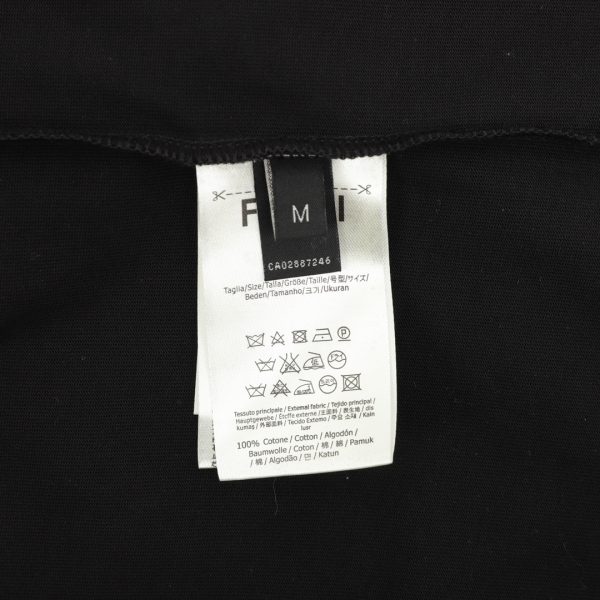 M
CA02887246
Taglia/Size/Talla/Größe/Taille/号型/サイズ/
Beden/Tamanho/크기/Ukuran
Tessuto principale / External fabric / Tejido principal /
Hauptgewebe / Étoffe externe / 主面料 / 表生地 / dis
kumaş / 外部面料 / Tecido Externo / 주요 소재 / Kain
luar
100% Cotone / Cotton / Algodón /
Baumwolle / Coton / 棉 / 綿 / Pamuk
/ 棉 / Algodão / 면 / Katun